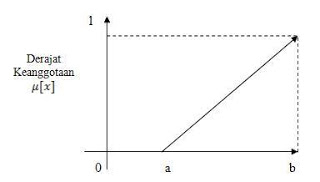 1
Derajat
Keanggotaan
μ[x]
0 a b